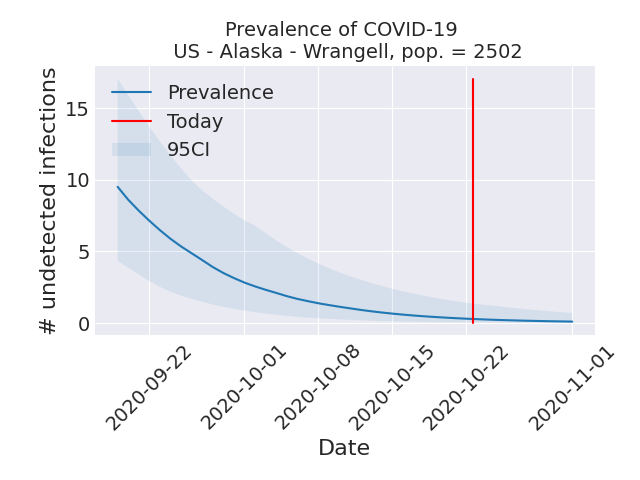 Prevalence of COVID-19
US - Alaska - Wrangell, pop. = 2502
# undetected infections
15
10
5
0
Prevalence
Today
95CI
2020-09-22
2020-10-01
2020-10-08
2020-10-15
2020-10-22
2020-11-01
Date